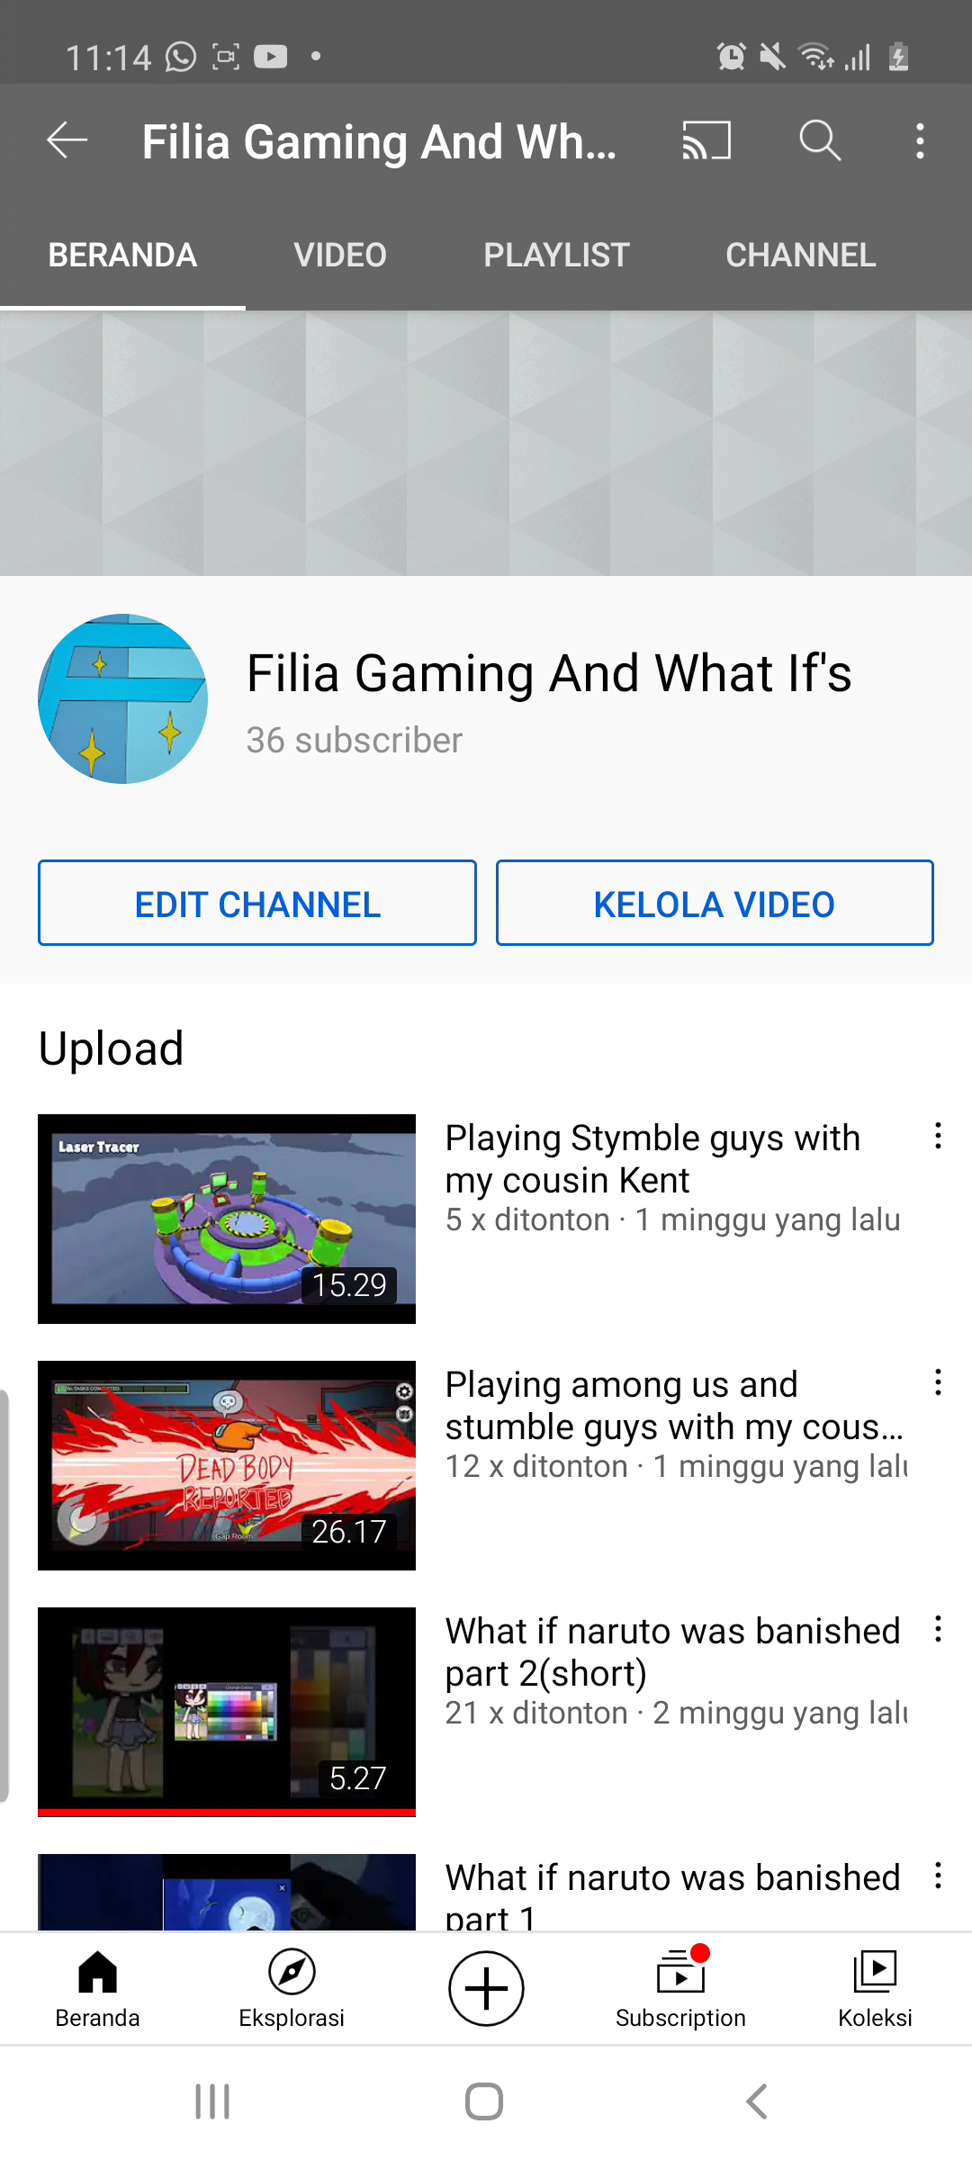 11:14
Filia Gaming And Wh...
BERANDA VIDEO PLAYLIST CHANNEL
Filia Gaming And What If's
36 subscriber
EDIT CHANNEL KELOLA VIDEO
Upload
Laser Tracer
15.29
Playing Stymble guys with
my cousin Kent
5 x ditonton · 1 minggu yang lalu
DEAD BODY
REPORTED
Gap Room
26.17
Playing among us and
stumble guys with my cous...
12 x ditonton · 1 minggu yang lalu
5.27
What if naruto was banished
part 2(short)
21 x ditonton · 2 minggu yang lalu
What if naruto was banished
part 1
Beranda Eksplorasi Subscription Koleksi